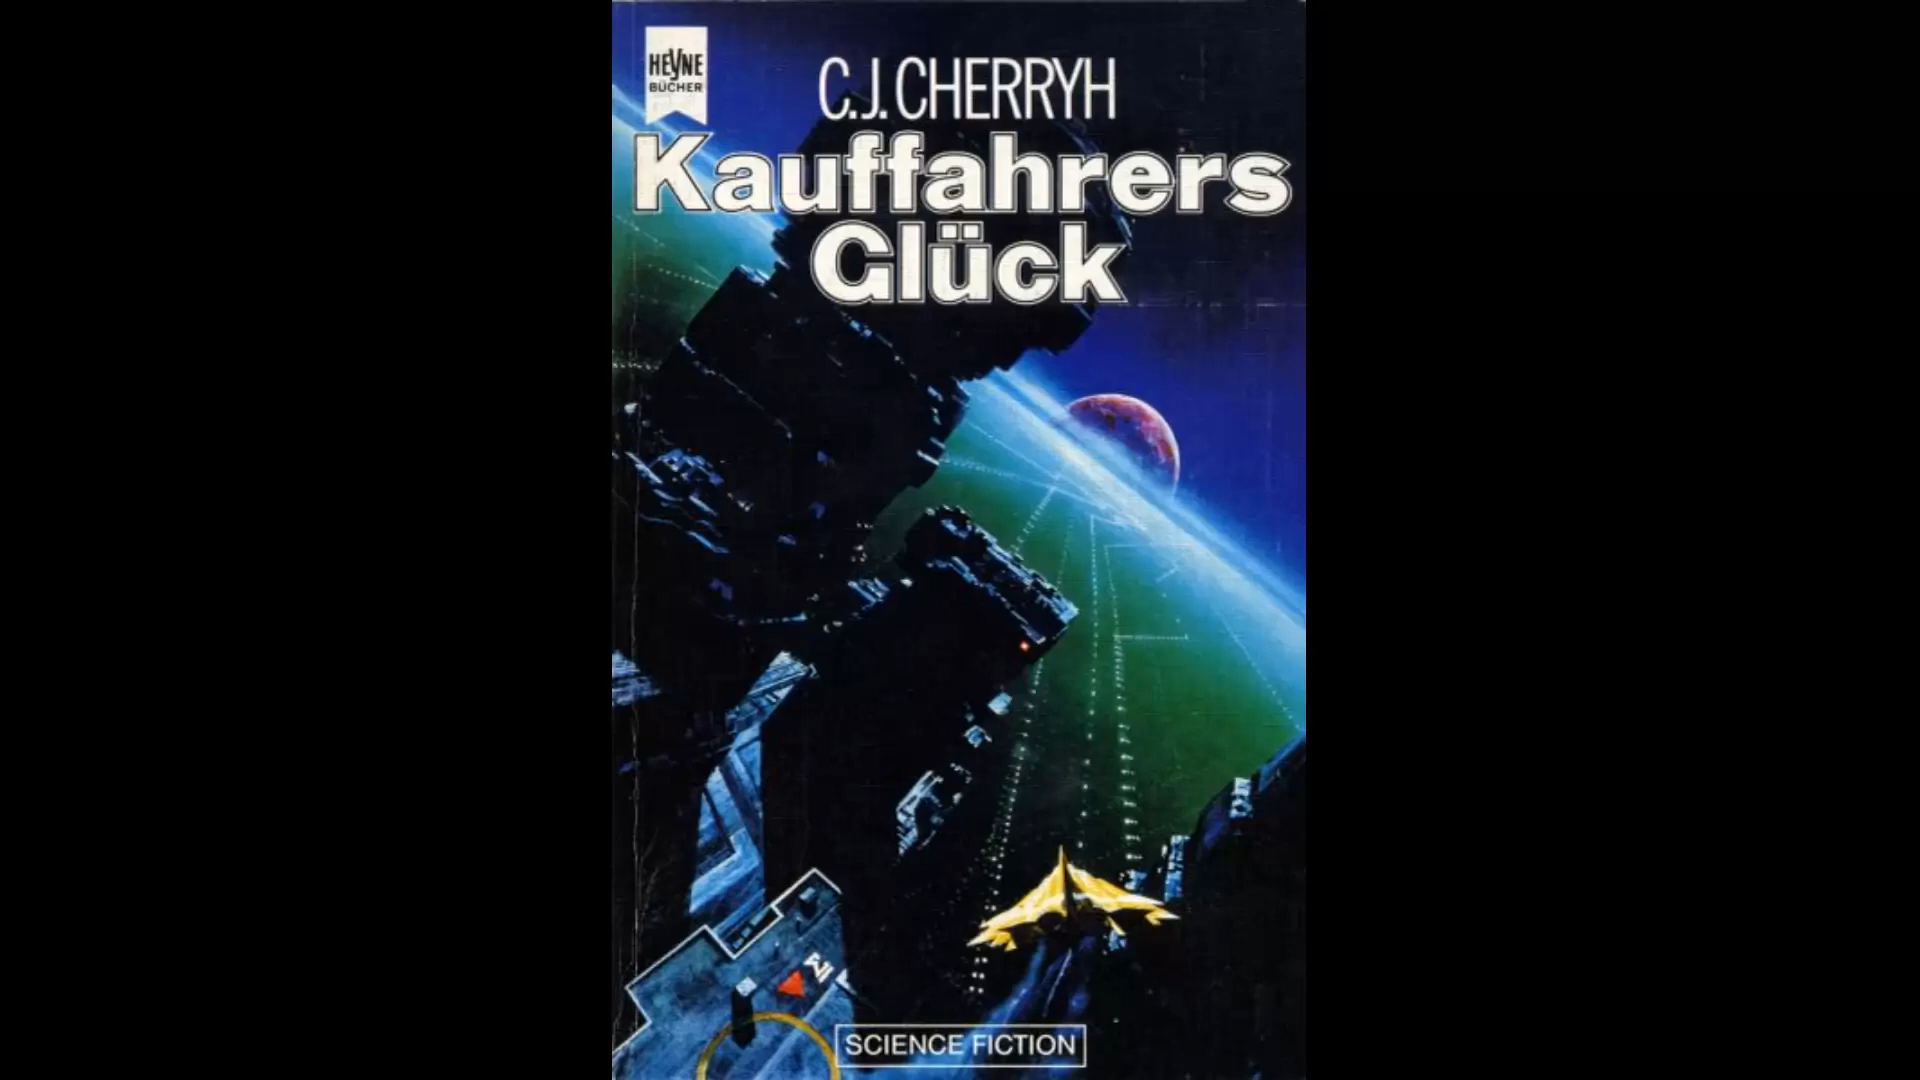 HEYNE
BÜCHER
C.J. CHERRYH
Kauffahrers
Glück
SCIENCE FICTION